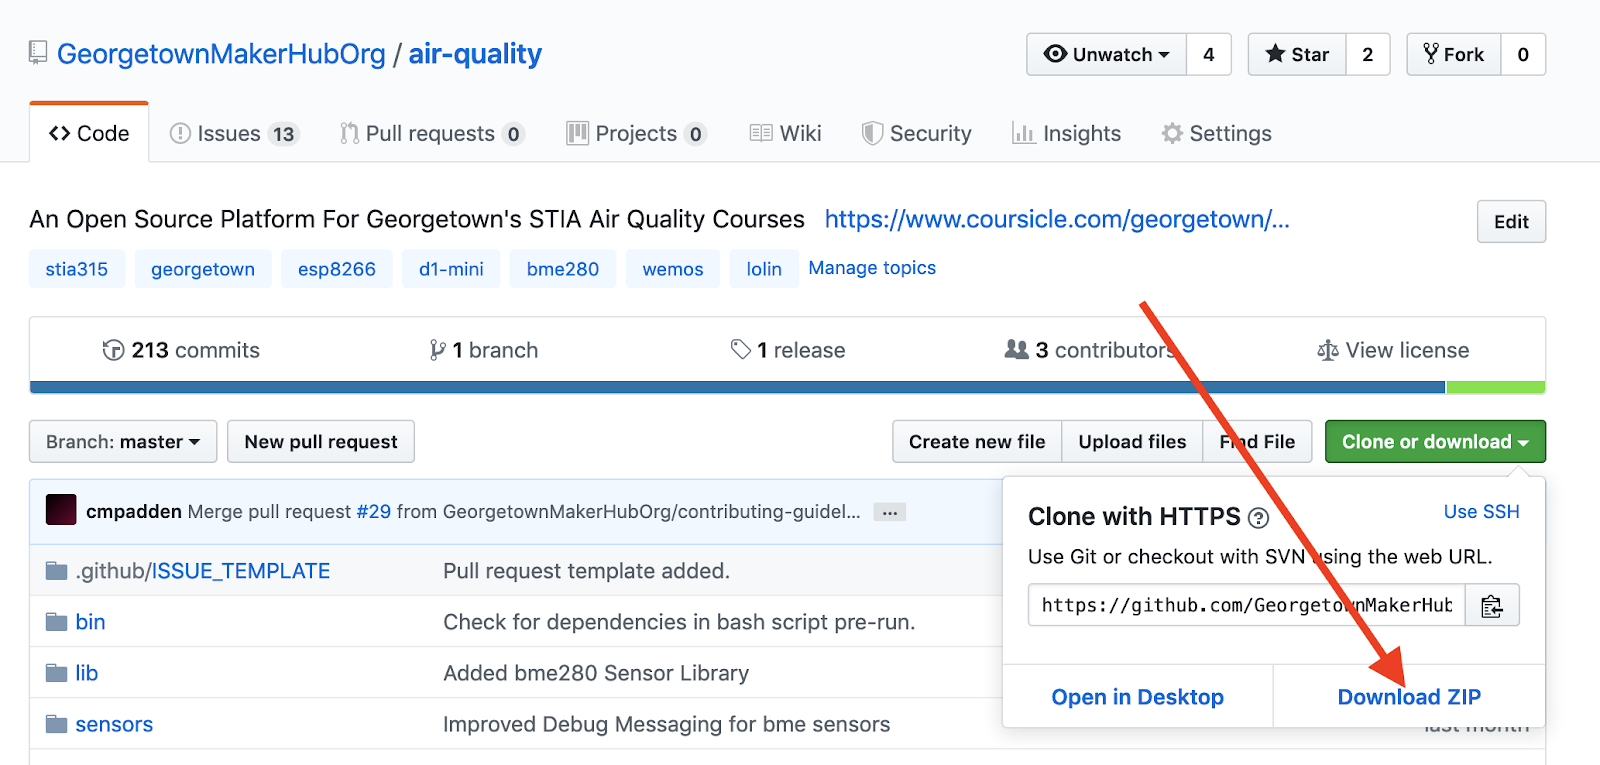 GeorgetownMakerHubOrg / air-quality
Unwatch 4 Star 2 Fork 0
Code Issues 13 Pull requests 0 Projects 0 Wiki Security Insights Settings
An Open Source Platform For Georgetown's STIA Air Quality Courses https://www.coursicle.com/georgetown/...
Edit
stia315 georgetown esp8266 d1-mini bme280 wemos lolin Manage topics
213 commits 1 branch 1 release 3 contributors View license
Branch: master New pull request Create new file Upload files Find File Clone or download
cmpadden Merge pull request #29 from GeorgetownMakerHubOrg/contributing-guidel... ...
.github/ISSUE_TEMPLATE Pull request template added.
bin Check for dependencies in bash script pre-run.
lib Added bme280 Sensor Library
sensors Improved Debug Messaging for bme sensors last month
Clone with HTTPS ? Use SSH
Use Git or checkout with SVN using the web URL.
https://github.com/GeorgetownMakerHub
Open in Desktop Download ZIP